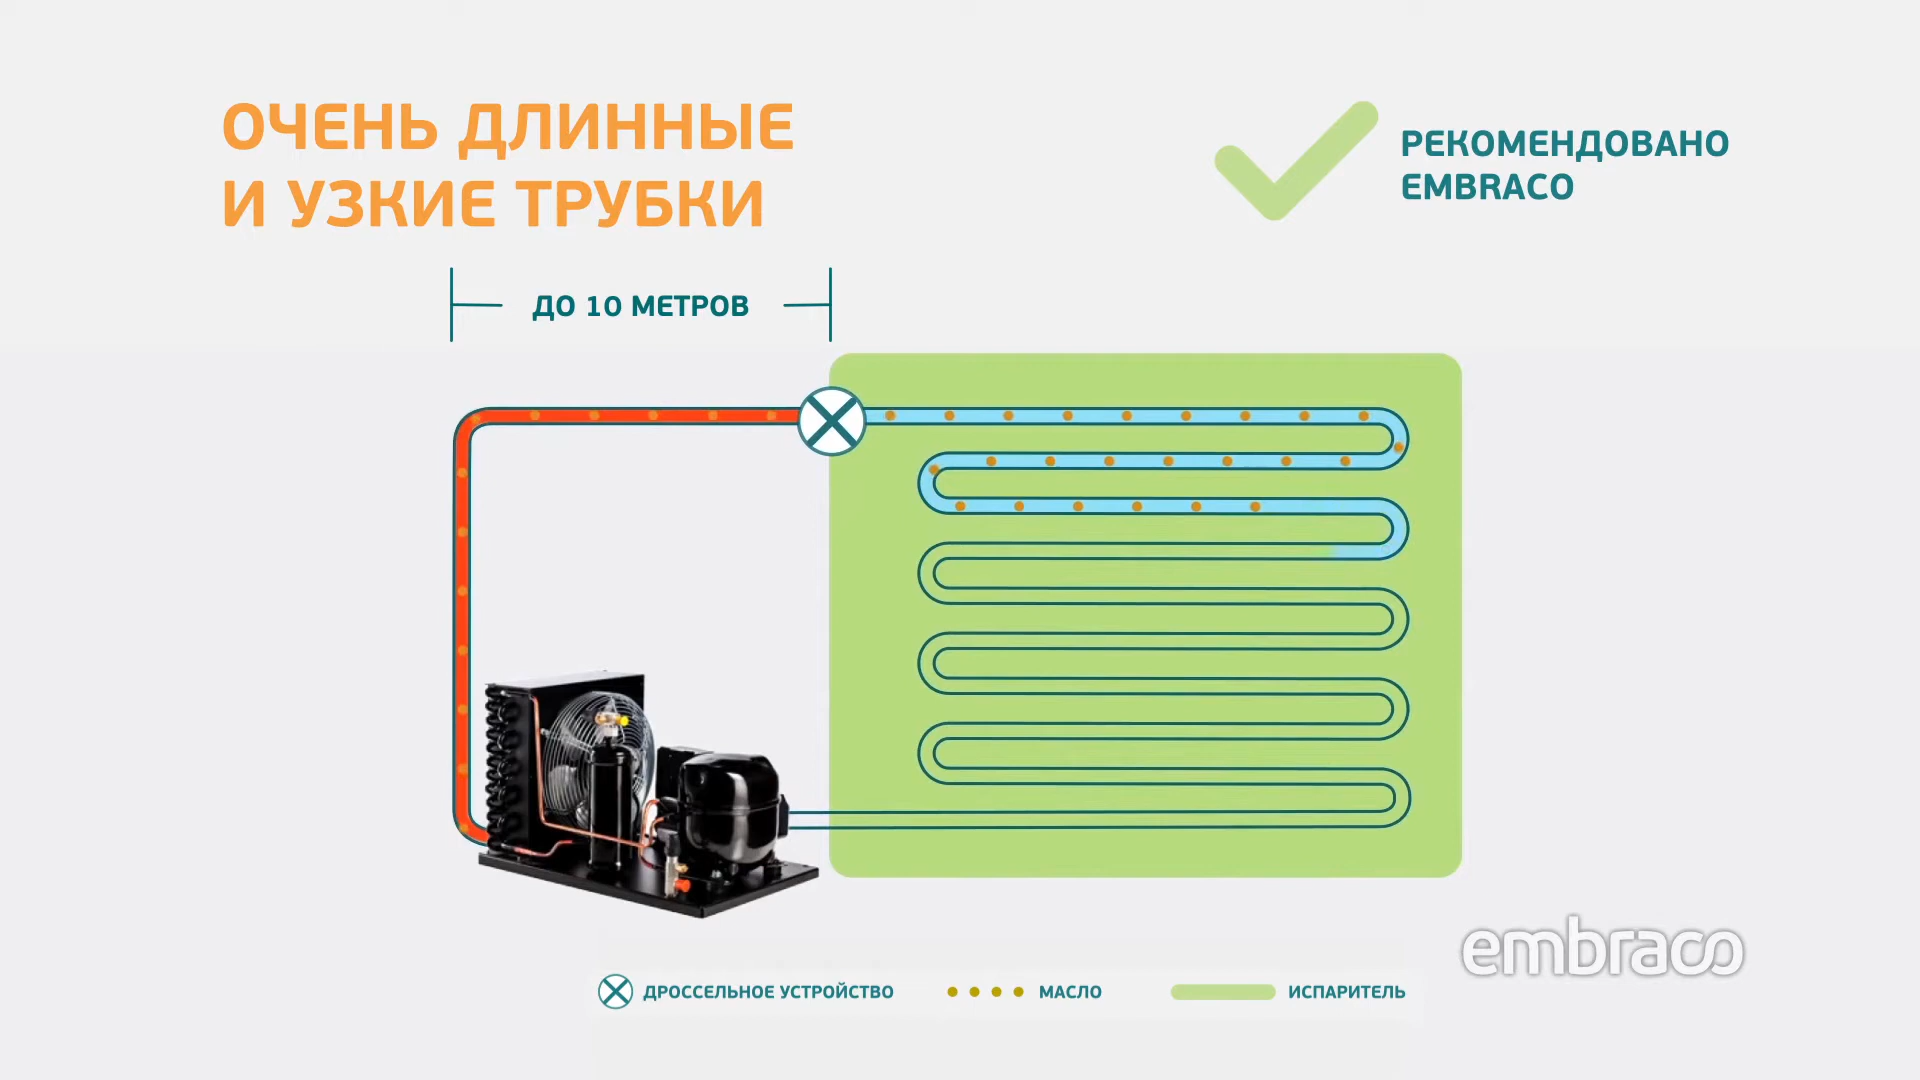 ОЧЕНЬ ДЛИННЫЕ
И УЗКИЕ ТРУБКИ
РЕКОМЕНДОВАНО
EMBRACO
ДО 10 МЕТРОВ
embraco
ДРОССЕЛЬНОЕ УСТРОЙСТВО
МАСЛО
ИСПАРИТЕЛЬ